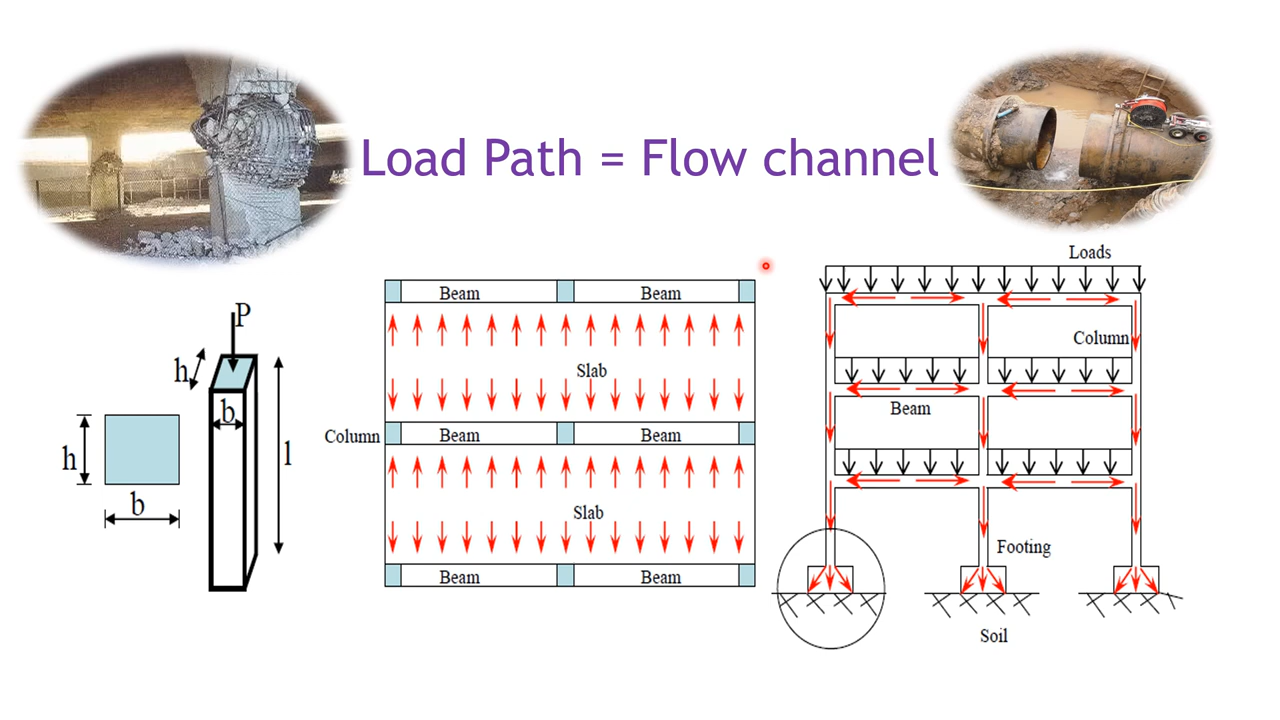 Load Path = Flow channel
Loads
P
h
b
l
h
b
Beam Beam
Slab
Column Beam Beam
Slab
Beam Beam
Column
Beam
Footing
Soil